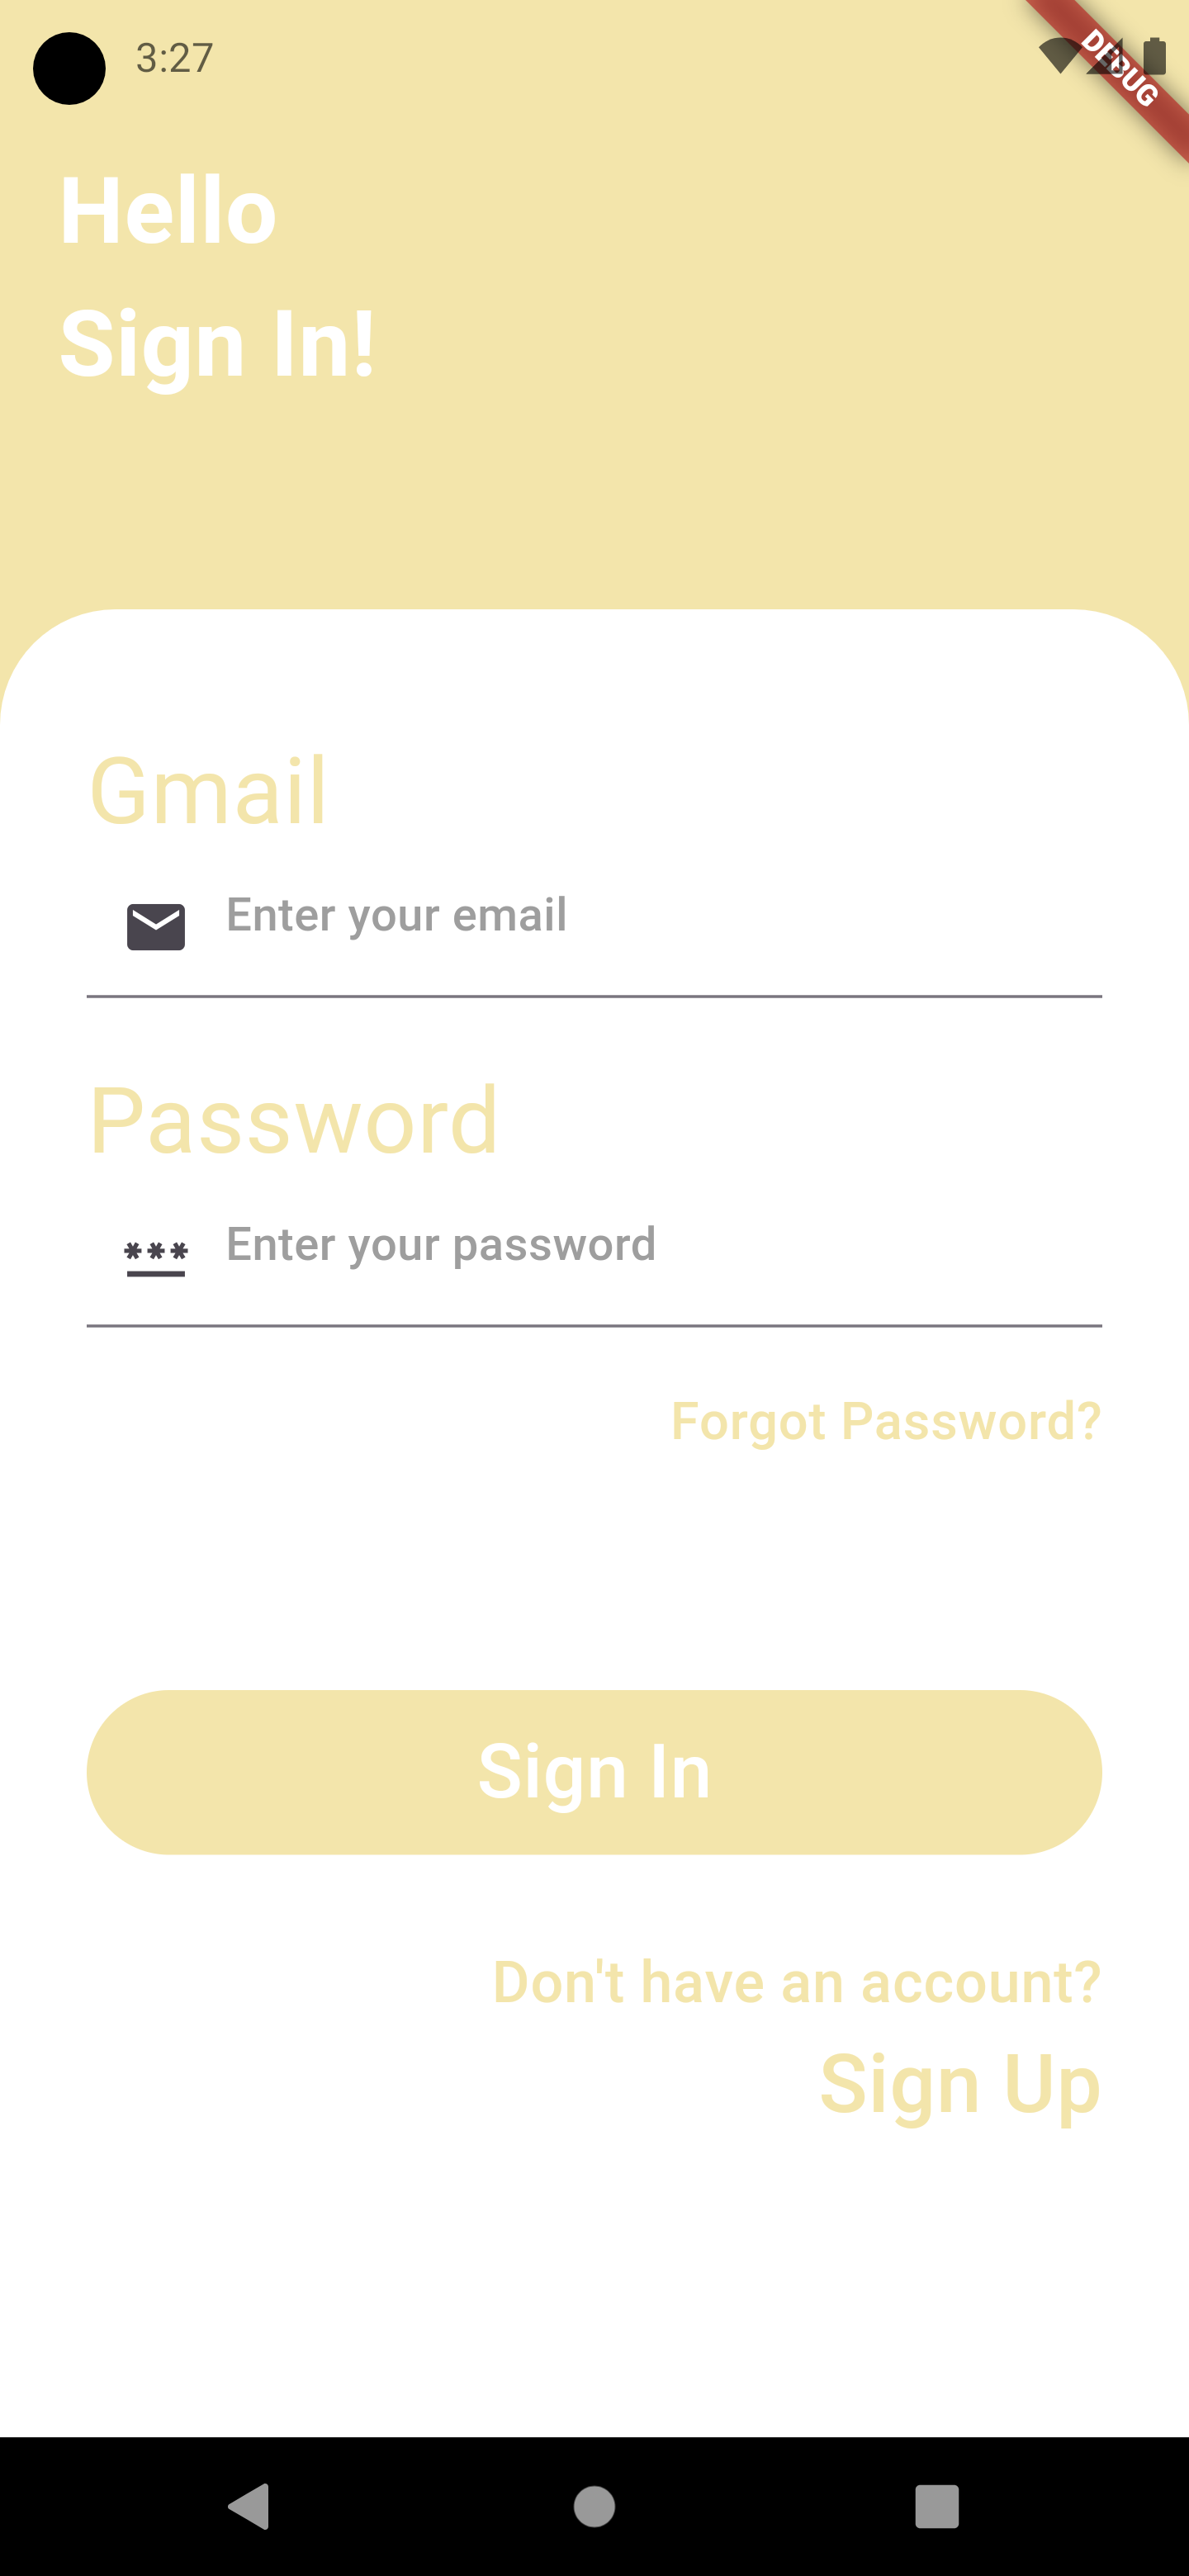 3:27
DEBUG
Hello
Sign In!
Gmail
Enter your email
Password
***
Enter your password
Forgot Password?
Sign In
Don't have an account?
Sign Up